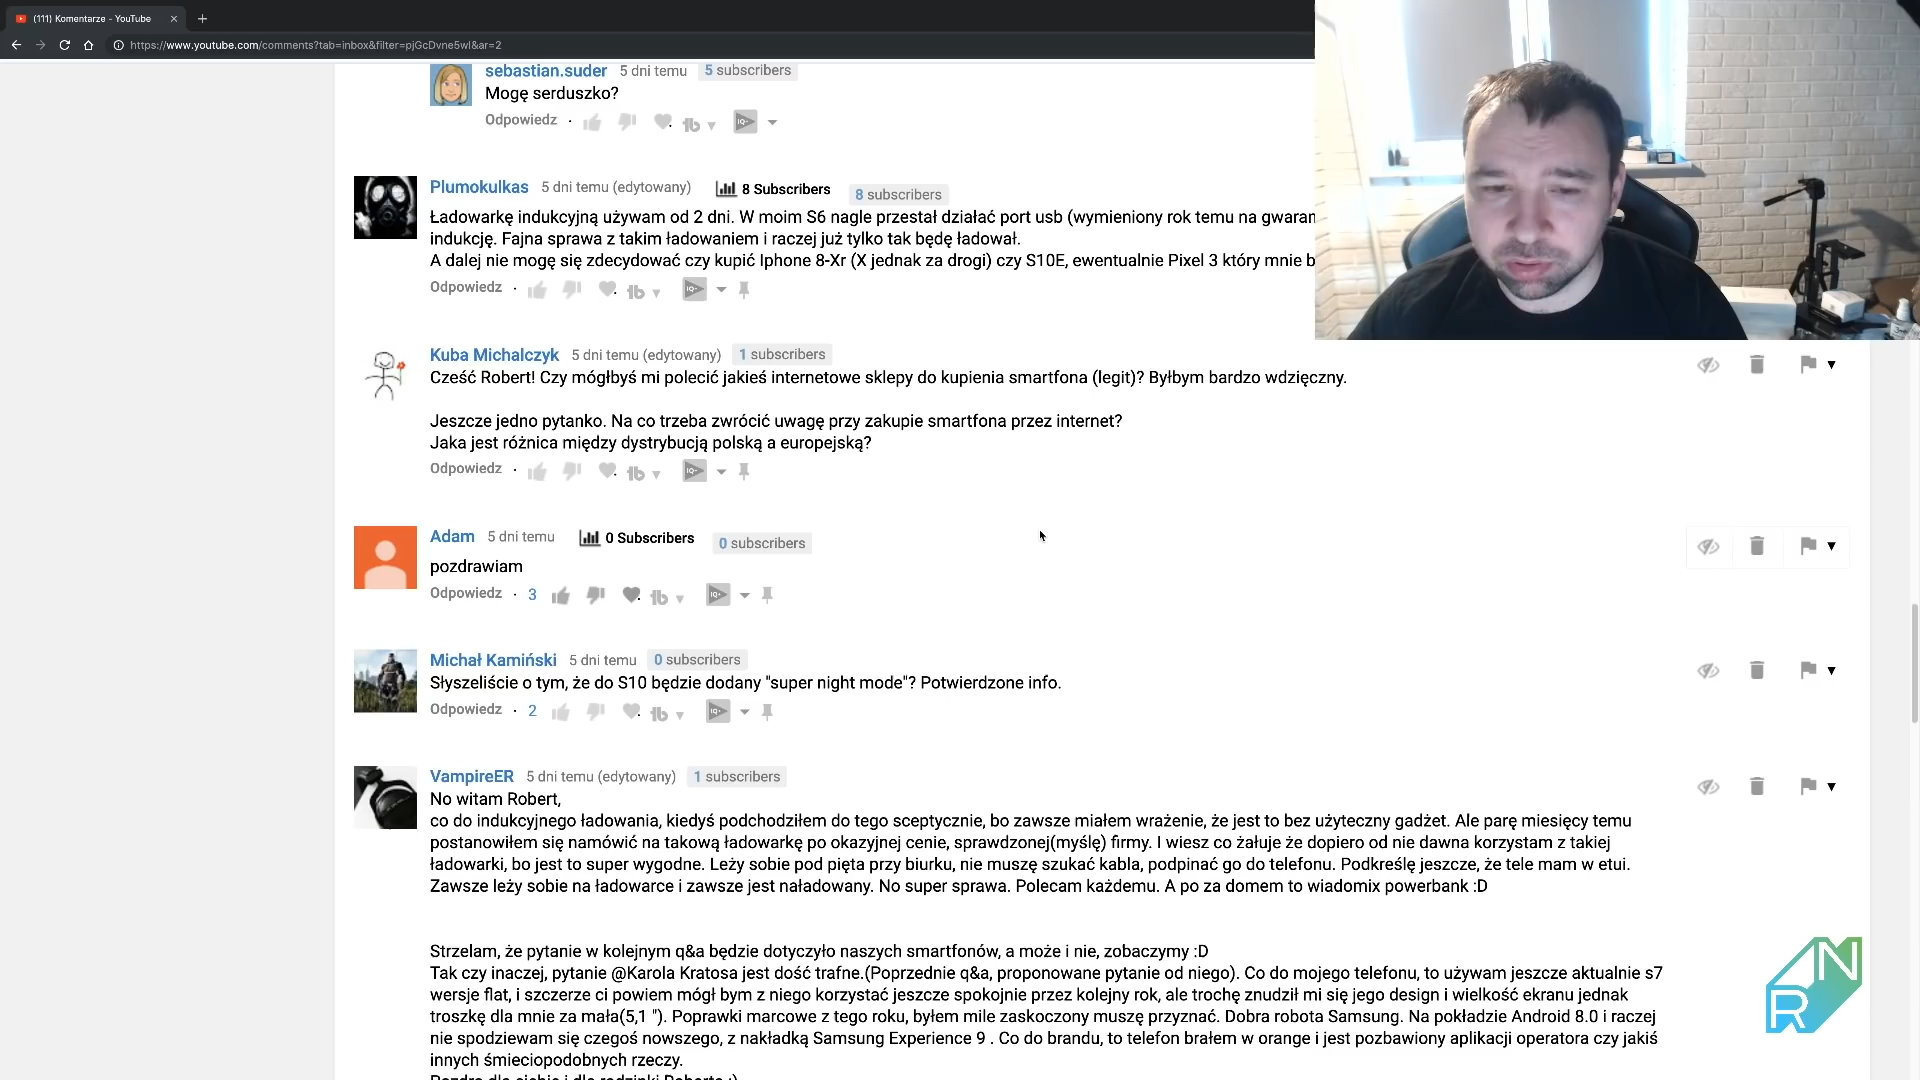 (111) Komentarze - YouTube
https://www.youtube.com/comments?tab=inbox&filter=pjGcDvne5wI&ar=2
sebastian.suder 5 dni temu 5 subscribers
Mogę serduszko?
Odpowiedz
Plumokulkas 5 dni temu (edytowany) 8 Subscribers 8 subscribers
Ładowarkę indukcyjną używam od 2 dni. W moim S6 nagle przestał działać port usb (wymieniony rok temu na gwaran
indukcję. Fajna sprawa z takim ładowaniem i raczej już tylko tak będę ładował.
A dalej nie mogę się zdecydować czy kupić Iphone 8-Xr (X jednak za drogi) czy S10E, ewentualnie Pixel 3 który mnie b
Odpowiedz
Kuba Michalczyk 5 dni temu (edytowany) 1 subscribers
Cześć Robert! Czy mógłbyś mi polecić jakieś internetowe sklepy do kupienia smartfona (legit)? Byłbym bardzo wdzięczny.
Jeszcze jedno pytanko. Na co trzeba zwrócić uwagę przy zakupie smartfona przez internet?
Jaka jest różnica między dystrybucją polską a europejską?
Odpowiedz
Adam 5 dni temu 0 Subscribers 0 subscribers
pozdrawiam
Odpowiedz 3
Michał Kamiński 5 dni temu 0 subscribers
Słyszeliście o tym, że do S10 będzie dodany "super night mode"? Potwierdzone info.
Odpowiedz 2
VampireER 5 dni temu (edytowany) 1 subscribers
No witam Robert,
co do indukcyjnego ładowania, kiedyś podchodziłem do tego sceptycznie, bo zawsze miałem wrażenie, że jest to bez użyteczny gadżet. Ale parę miesięcy temu
postanowiłem się namówić na takową ładowarkę po okazyjnej cenie, sprawdzonej(myślę) firmy. I wiesz co żałuje że dopiero od nie dawna korzystam z takiej
ładowarki, bo jest to super wygodne. Leży sobie pod pięta przy biurku, nie muszę szukać kabla, podpinać go do telefonu. Podkreślę jeszcze, że tele mam w etui.
Zawsze leży sobie na ładowarce i zawsze jest naładowany. No super sprawa. Polecam każdemu. A po za domem to wiadomix powerbank :D
Strzelam, że pytanie w kolejnym q&a będzie dotyczyło naszych smartfonów, a może i nie, zobaczymy :D
Tak czy inaczej, pytanie @Karola Kratosa jest dość trafne.(Poprzednie q&a, proponowane pytanie od niego). Co do mojego telefonu, to używam jeszcze aktualnie s7
wersje flat, i szczerze ci powiem mógł bym z niego korzystać jeszcze spokojnie przez kolejny rok, ale trochę znudził mi się jego design i wielkość ekranu jednak
troszkę dla mnie za mała(5,1 "). Poprawki marcowe z tego roku, byłem mile zaskoczony muszę przyznać. Dobra robota Samsung. Na pokładzie Android 8.0 i raczej
nie spodziewam się czegoś nowszego, z nakładką Samsung Experience 9 . Co do brandu, to telefon brałem w orange i jest pozbawiony aplikacji operatora czy jakiś
innych śmieciopodobnych rzeczy.
RN